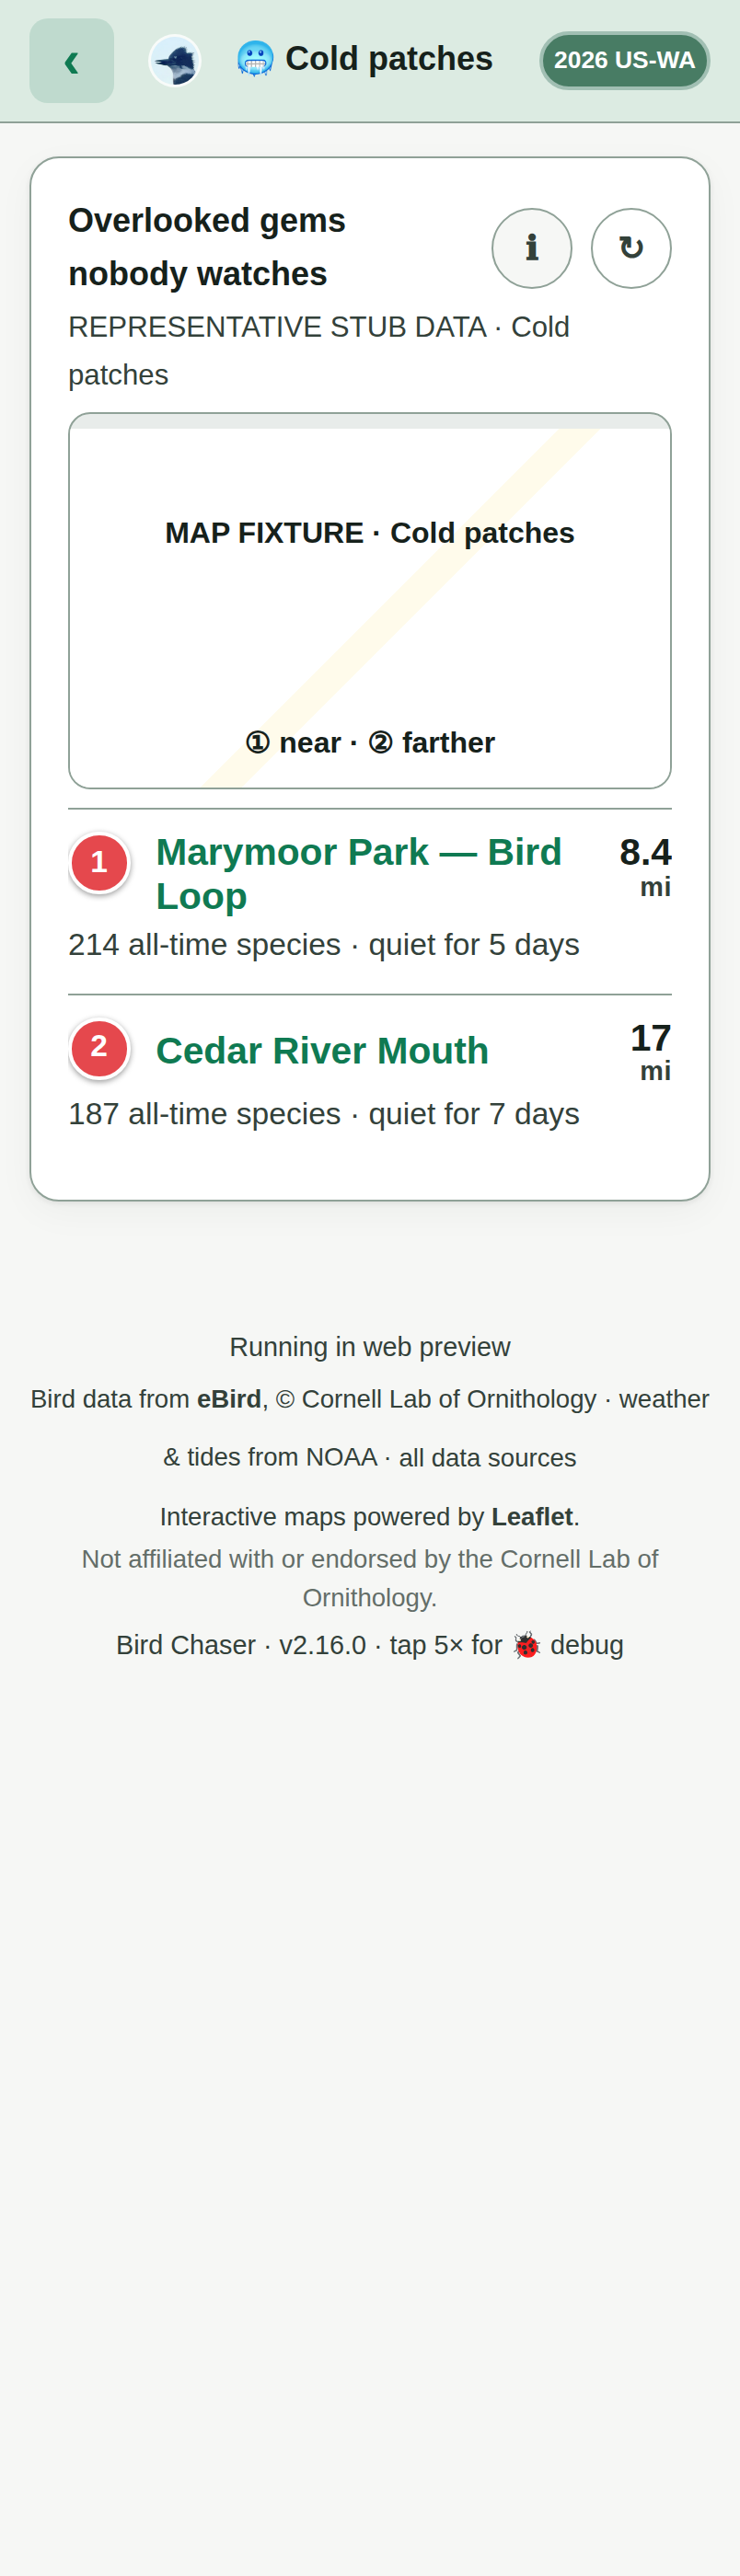 ‹ 🥶 Cold patches 2026 US-WA
Overlooked gems
nobody watches
ℹ ↻
REPRESENTATIVE STUB DATA · Cold
patches
MAP FIXTURE · Cold patches
① near · ② farther
1 Marymoor Park — Bird
Loop
8.4
mi
214 all-time species · quiet for 5 days
2 Cedar River Mouth
17
mi
187 all-time species · quiet for 7 days
Running in web preview
Bird data from eBird, © Cornell Lab of Ornithology · weather
& tides from NOAA · all data sources
Interactive maps powered by Leaflet.
Not affiliated with or endorsed by the Cornell Lab of
Ornithology.
Bird Chaser · v2.16.0 · tap 5× for 🐞 debug